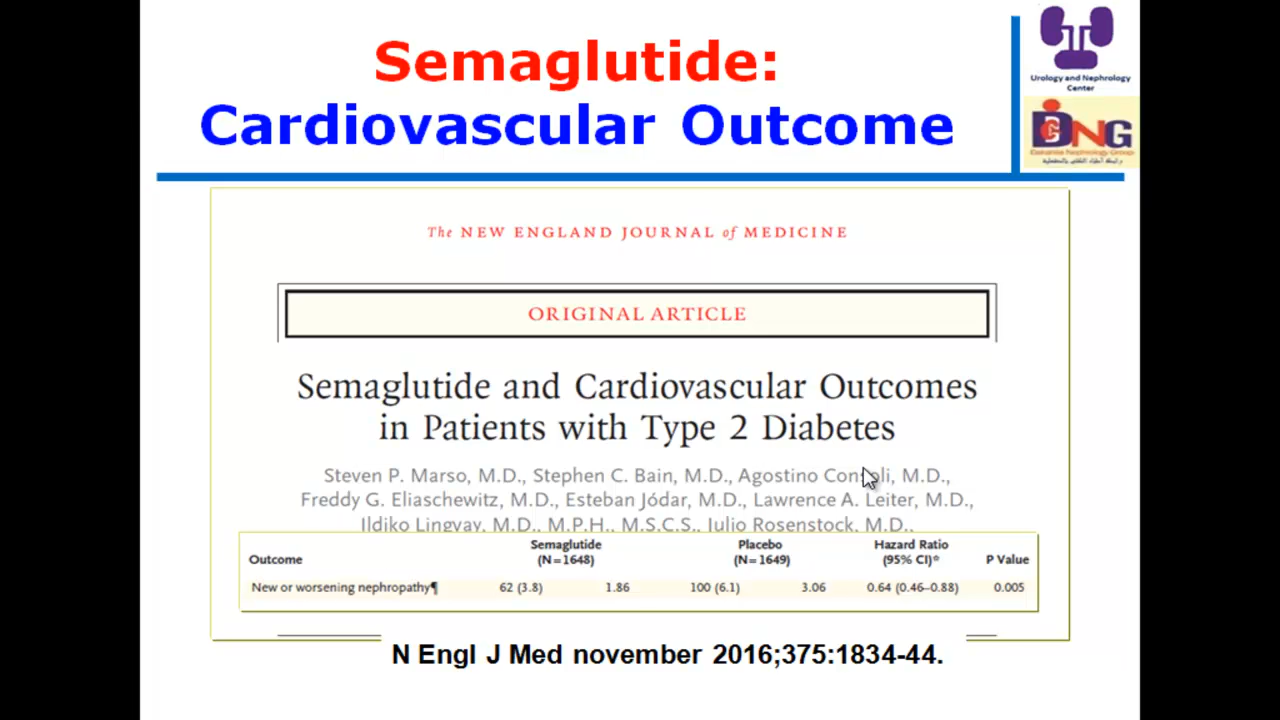 Semaglutide:
Cardiovascular Outcome
Urology and Nephrology
Center
DNG
Dakahlia Nephrology Group
The NEW ENGLAND JOURNAL of MEDICINE
ORIGINAL ARTICLE
Semaglutide and Cardiovascular Outcomes
in Patients with Type 2 Diabetes
Steven P. Marso, M.D., Stephen C. Bain, M.D., Agostino Consoli, M.D.,
Freddy G. Eliaschewitz, M.D., Esteban Jódar, M.D., Lawrence A. Leiter, M.D.,
Ildiko Lingvay, M.D., M.P.H., M.S.C.S., Julio Rosenstock, M.D.,
Outcome Semaglutide (N=1648) Placebo (N=1649) Hazard Ratio (95% CI)* P Value
New or worsening nephropathy¶ 62 (3.8) 1.86 100 (6.1) 3.06 0.64 (0.46–0.88) 0.005
N Engl J Med november 2016;375:1834-44.